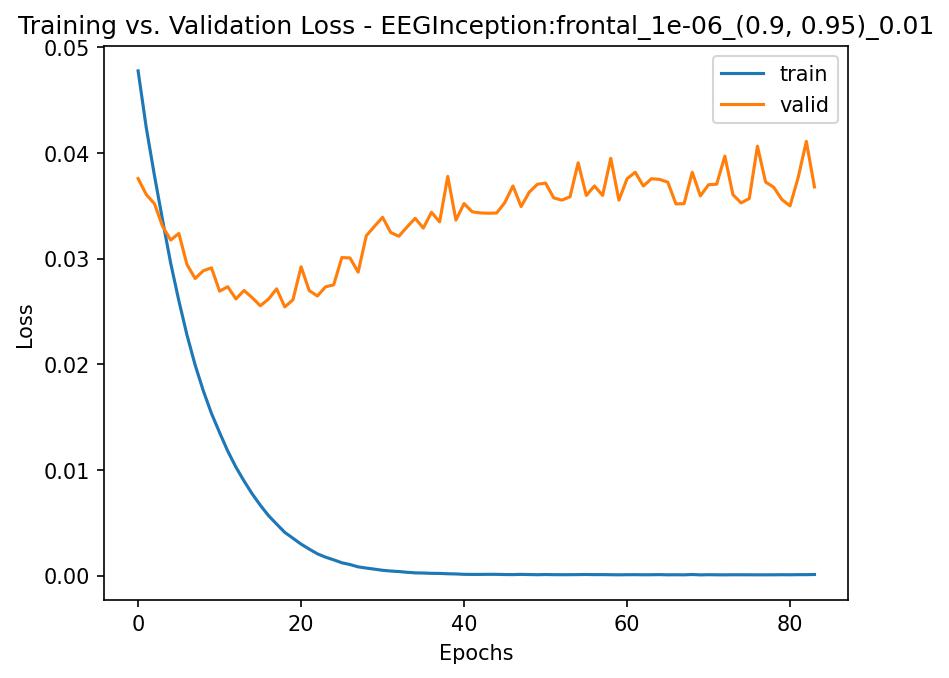 Training vs. Validation Loss - EEGInception:frontal_1e-06_(0.9, 0.95)_0.01
0.05
train
valid
0.04
0.03
0.02
0.01
0.00
Loss
0
20
40
60
80
Epochs